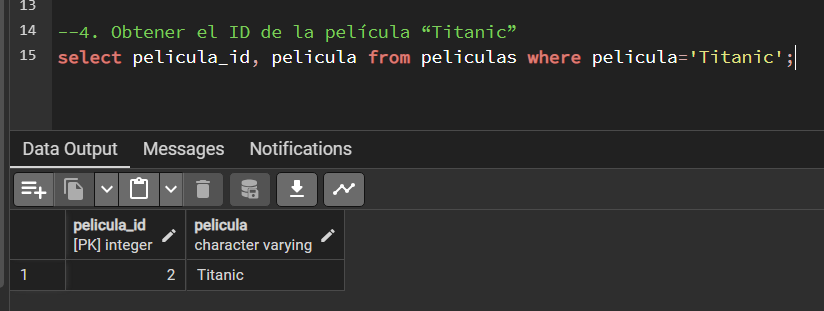 13
14 --4. Obtener el ID de la película “Titanic”
15 select pelicula_id, pelicula from peliculas where pelicula='Titanic';
Data Output Messages Notifications
pelicula_id pelicula
[PK] integer character varying
1 2 Titanic